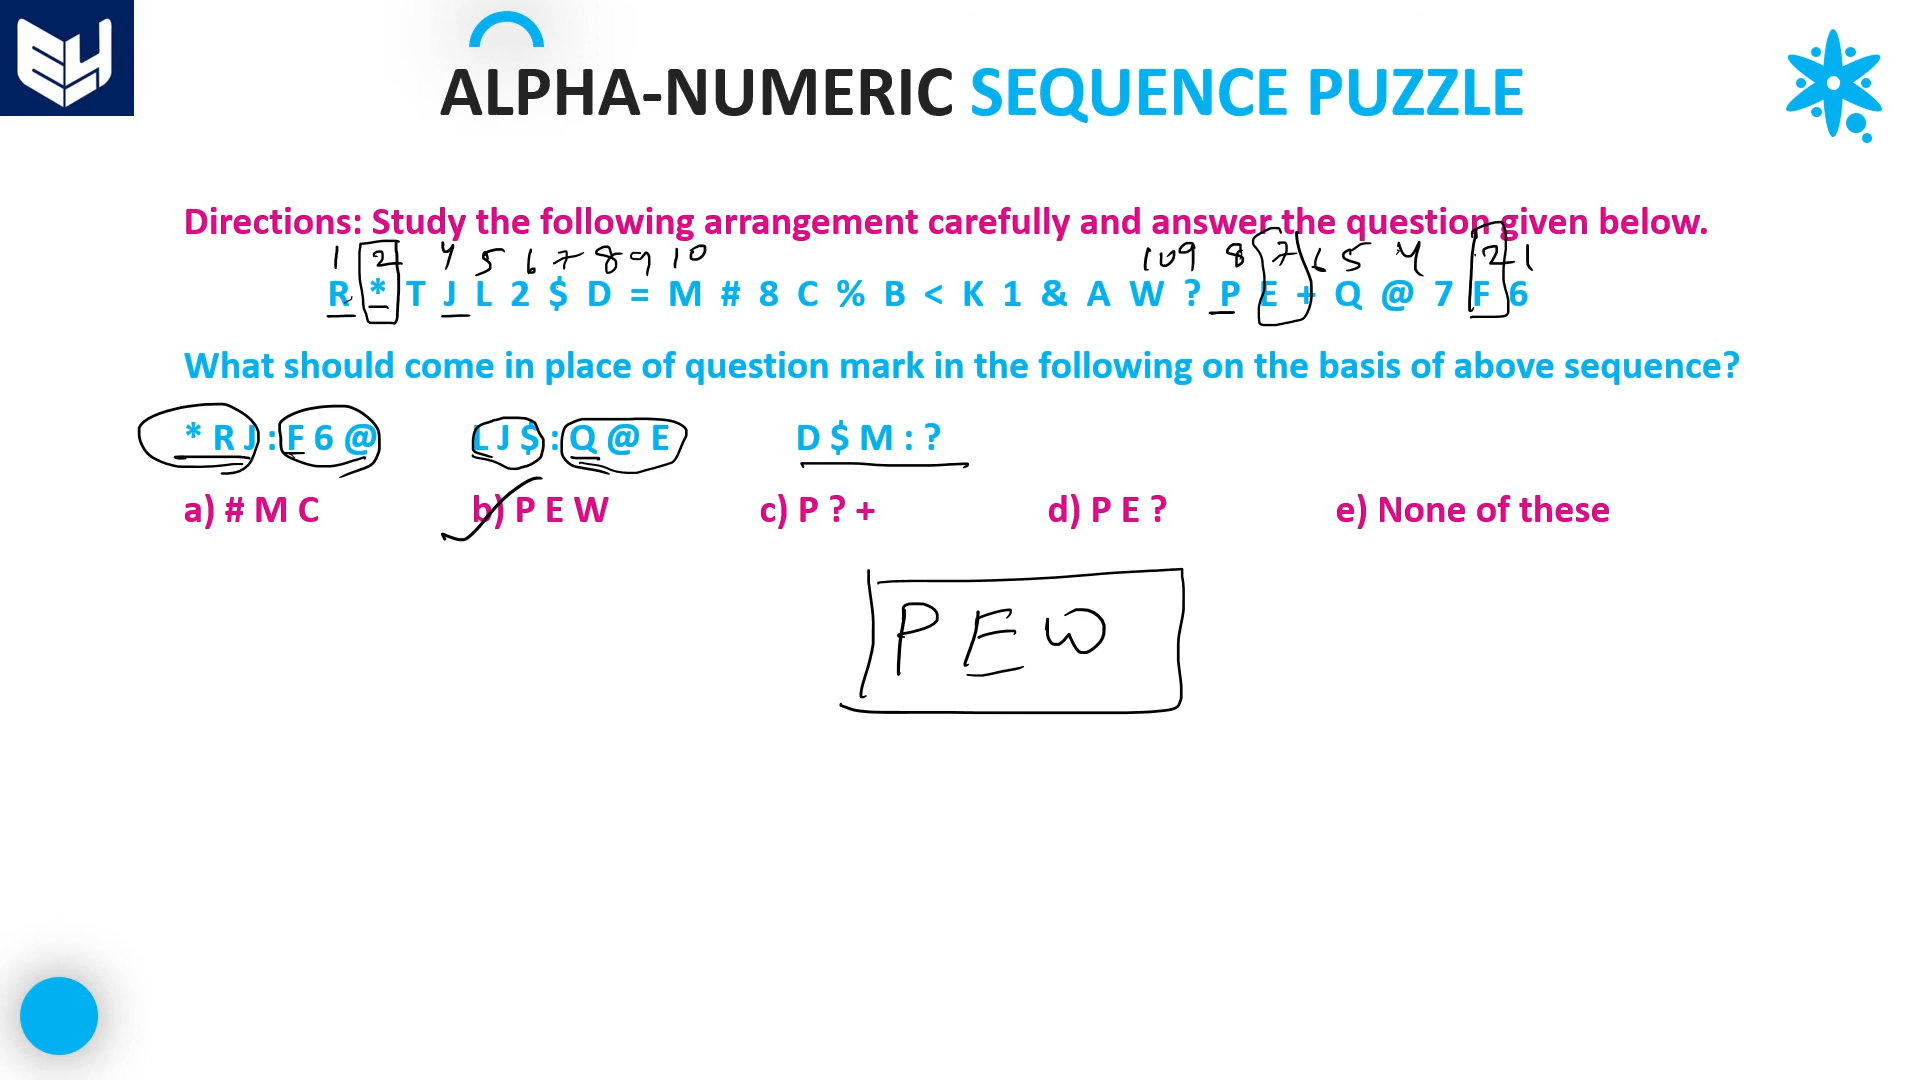 ALPHA-NUMERIC SEQUENCE PUZZLE
Directions: Study the following arrangement carefully and answer the question given below.
1 2 4 5 6 7 8 9 10 10 9 8 7 6 5 4 2 1
R * T J L 2 $ D = M # 8 C % B < K 1 & A W ? P E + Q @ 7 F 6
What should come in place of question mark in the following on the basis of above sequence?
* R J : F 6 @ L J $ : Q @ E D $ M : ?
a) # M C b) P E W c) P ? + d) P E ? e) None of these
P E W